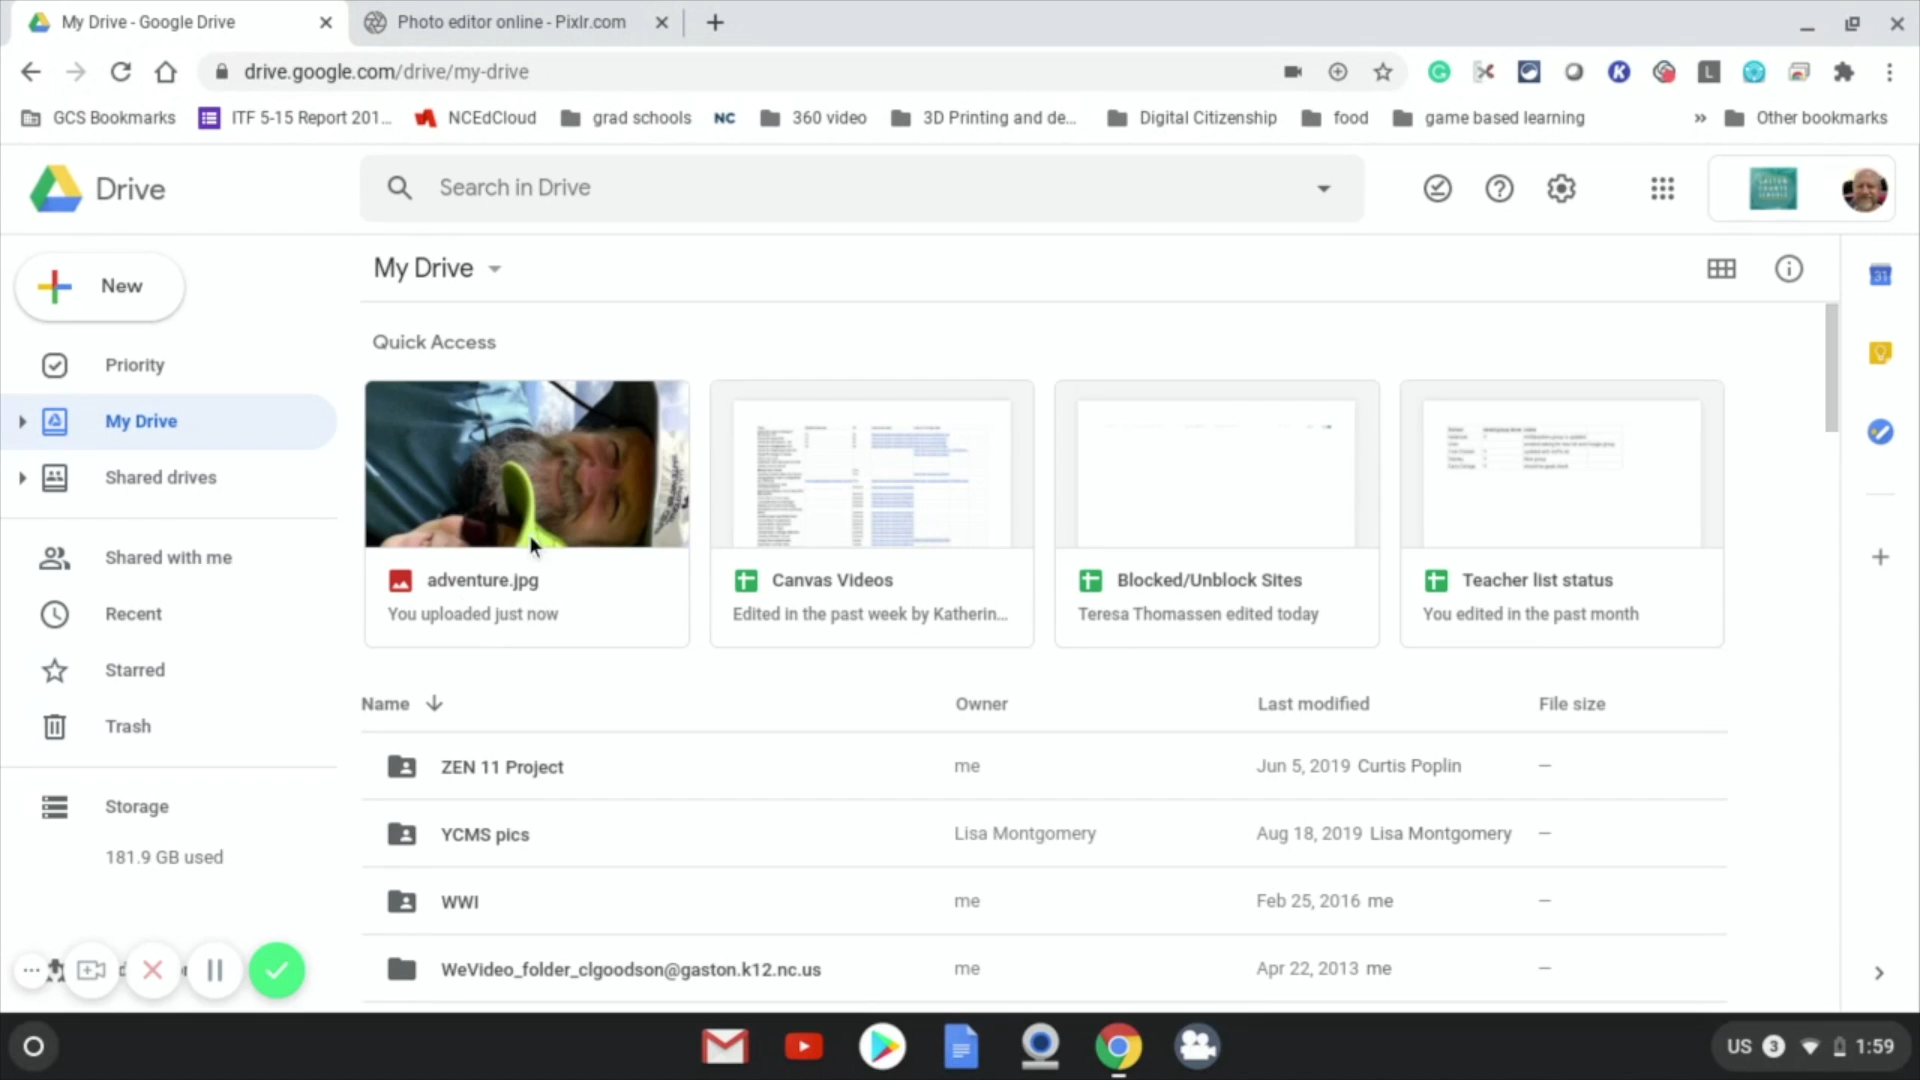 My Drive - Google Drive
Photo editor online - Pixlr.com
drive.google.com/drive/my-drive
GCS Bookmarks
ITF 5-15 Report 201...
NCEdCloud
grad schools
NC
360 video
3D Printing and de...
Digital Citizenship
food
game based learning
Other bookmarks
Drive
Search in Drive
New
My Drive
31
Quick Access
Priority
My Drive
Shared drives
Shared with me
Recent
Starred
Trash
Storage
181.9 GB used
adventure.jpg
You uploaded just now
Canvas Videos
Edited in the past week by Katherin...
Blocked/Unblock Sites
Teresa Thomassen edited today
Teacher list status
You edited in the past month
Name
Owner
Last modified
File size
ZEN 11 Project
me
Jun 5, 2019 Curtis Poplin
–
YCMS pics
Lisa Montgomery
Aug 18, 2019 Lisa Montgomery
–
WWI
me
Feb 25, 2016 me
–
WeVideo_folder_clgoodson@gaston.k12.nc.us
me
Apr 22, 2013 me
–
US
3
1:59